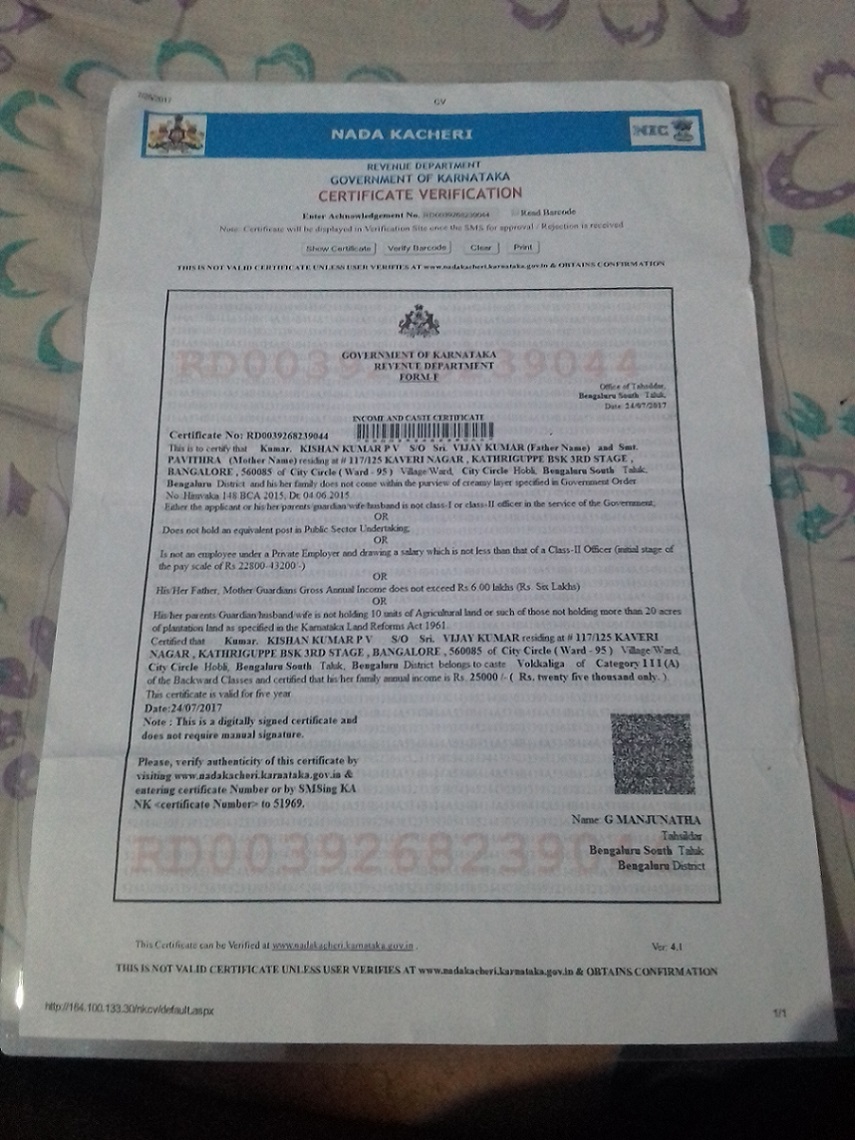 GV
NADA KACHERI
NIC
REVENUE DEPARTMENT
GOVERNMENT OF KARNATAKA
CERTIFICATE VERIFICATION
Enter Acknowledgement No. RD0039268239044 Read Barcode
Note: Certificate will be displayed in Verification Site once the SMS for approval / Rejection is received
Show Certificate Verify Barcode Clear Print
THIS IS NOT VALID CERTIFICATE UNLESS USER VERIFIES AT www.nadakacheri.karnataka.gov.in & OBTAINS CONFIRMATION
RD0039268239044
GOVERNMENT OF KARNATAKA
REVENUE DEPARTMENT
FORM-F
Office of Tahsildar,
Bengaluru South Taluk,
Date: 24/07/2017
INCOME AND CASTE CERTIFICATE
Certificate No: RD0039268239044
This is to certify that Kumar. KISHAN KUMAR P V S/O Sri. VIJAY KUMAR (Father Name) and Smt.
PAVITHRA (Mother Name) residing at # 117/125 KAVERI NAGAR , KATHRIGUPPE BSK 3RD STAGE ,
BANGALORE , 560085 of City Circle ( Ward - 95 ) Village/Ward, City Circle Hobli, Bengaluru South Taluk,
Bengaluru District and his/her family does not come within the purview of creamy layer specified in Government Order
No 148 BCA 2015, Dt: 04.06.2015.
Either the applicant or his/her parents/guardian/wife/husband is not class-I or class-II officer in the service of the Government;
OR
Does not hold an equivalent post in Public Sector Undertaking;
OR
Is not an employee under a Private Employer and drawing a salary which is not less than that of a Class-II Officer (initial stage of
the pay scale of Rs 22800-43200/-)
OR
His/Her Father, Mother/Guardians Gross Annual Income does not exceed Rs.6.00 lakhs (Rs. Six Lakhs)
OR
His/her parents/Guardian/husband/wife is not holding 10 units of Agricultural land or such of those not holding more than 20 acres
of plantation land as specified in the Karnataka Land Reforms Act 1961.
Certified that Kumar. KISHAN KUMAR P V S/O Sri. VIJAY KUMAR residing at # 117/125 KAVERI
NAGAR , KATHRIGUPPE BSK 3RD STAGE , BANGALORE , 560085 of City Circle ( Ward - 95 ) Village/Ward,
City Circle Hobli, Bengaluru South Taluk, Bengaluru District belongs to caste Vokkaliga of Category I I I (A)
of the Backward Classes and certified that his/her family annual income is Rs. 25000 /- ( Rs. twenty five thousand only. )
This certificate is valid for five year
Date:24/07/2017
Note : This is a digitally signed certificate and
does not require manual signature.
Please, verify authenticity of this certificate by
visiting www.nadakacheri.karnataka.gov.in &
entering certificate Number or by SMSing KA
NK <certificate Number> to 51969.
Name: G MANJUNATHA
Tahsildar
Bengaluru South Taluk
Bengaluru District
RD0039268239044
This Certificate can be Verified at www.nadakacheri.karnataka.gov.in .
Ver: 4.1
THIS IS NOT VALID CERTIFICATE UNLESS USER VERIFIES AT www.nadakacheri.karnataka.gov.in & OBTAINS CONFIRMATION
http://164.100.133.30/nkcv/default.aspx
1/1